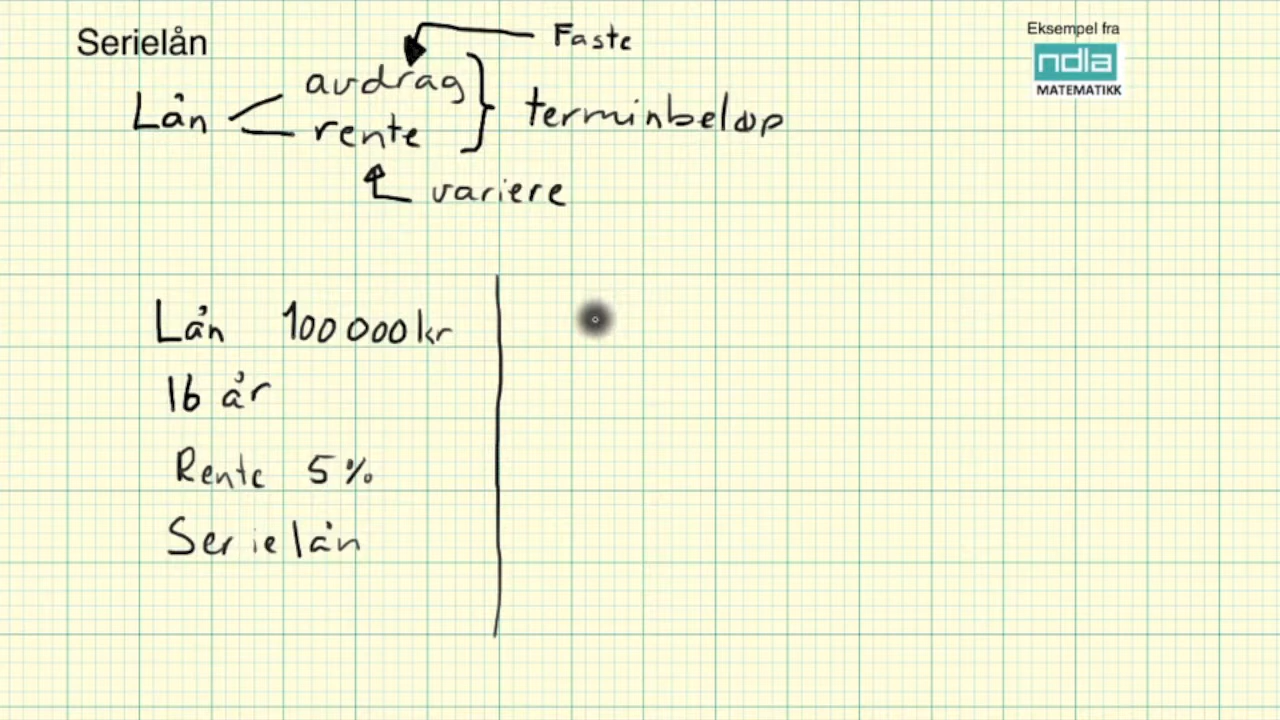 Serielån
Faste
Eksempel fra
ndla
MATEMATIKK
avdrag
Lån
terminbeløp
rente
variere
Lån 100 000 kr
16 år
Rente 5%
Serielån